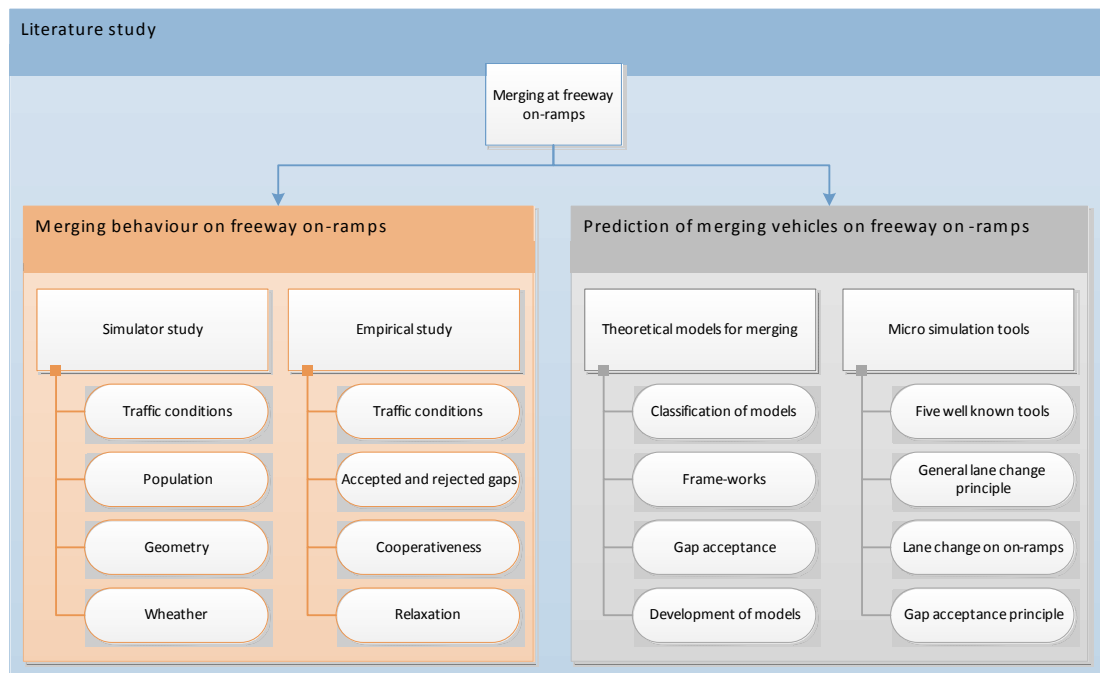 Literature study
Merging at freeway
on-ramps
Merging behaviour on freeway on-ramps
Simulator study
Traffic conditions
Population
Geometry
Wheather
Empirical study
Traffic conditions
Accepted and rejected gaps
Cooperativeness
Relaxation
Prediction of merging vehicles on freeway on -ramps
Theoretical models for merging
Classification of models
Frame-works
Gap acceptance
Development of models
Micro simulation tools
Five well known tools
General lane change
principle
Lane change on on-ramps
Gap acceptance principle